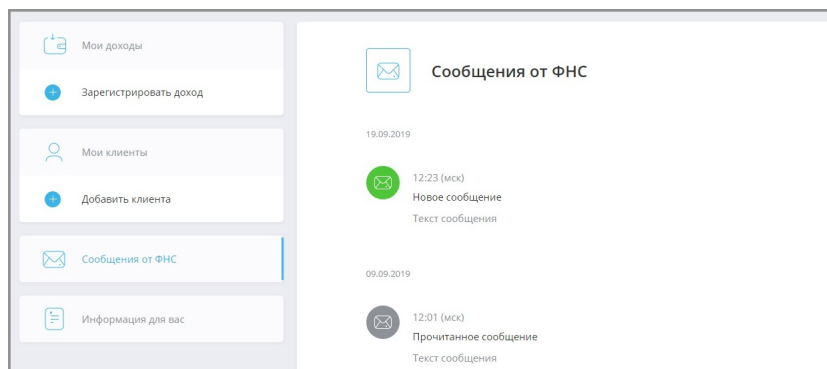 Мои доходы
Зарегистрировать доход
Мои клиенты
Добавить клиента
Сообщения от ФНС
Информация для вас
Сообщения от ФНС
19.09.2019
12:23 (мск)
Новое сообщение
Текст сообщения
09.09.2019
12:01 (мск)
Прочитанное сообщение
Текст сообщения